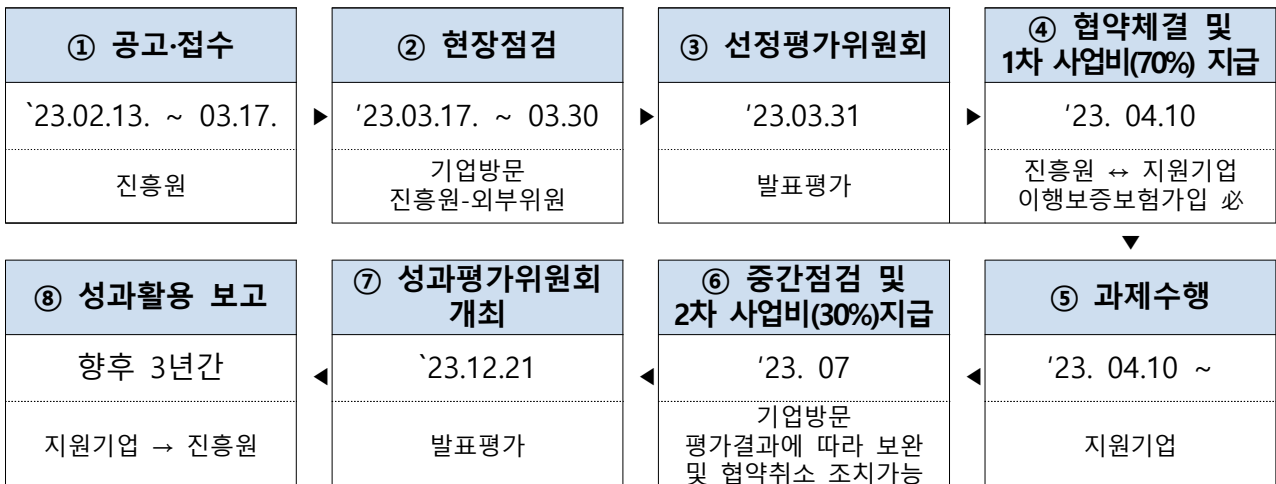 ① 공고·접수
`23.02.13. ~ 03.17.
진흥원
▶
② 현장점검
'23.03.17. ~ 03.30
기업방문
진흥원-외부위원
▶
③ 선정평가위원회
'23.03.31
발표평가
▶
④ 협약체결 및
1차 사업비(70%) 지급
'23. 04.10
진흥원 ↔ 지원기업
이행보증보험가입 必
▼
⑤ 과제수행
'23. 04.10 ~
지원기업
◀
⑥ 중간점검 및
2차 사업비(30%)지급
'23. 07
기업방문
평가결과에 따라 보완
및 협약취소 조치가능
◀
⑦ 성과평가위원회
개최
`23.12.21
발표평가
◀
⑧ 성과활용 보고
향후 3년간
지원기업 → 진흥원